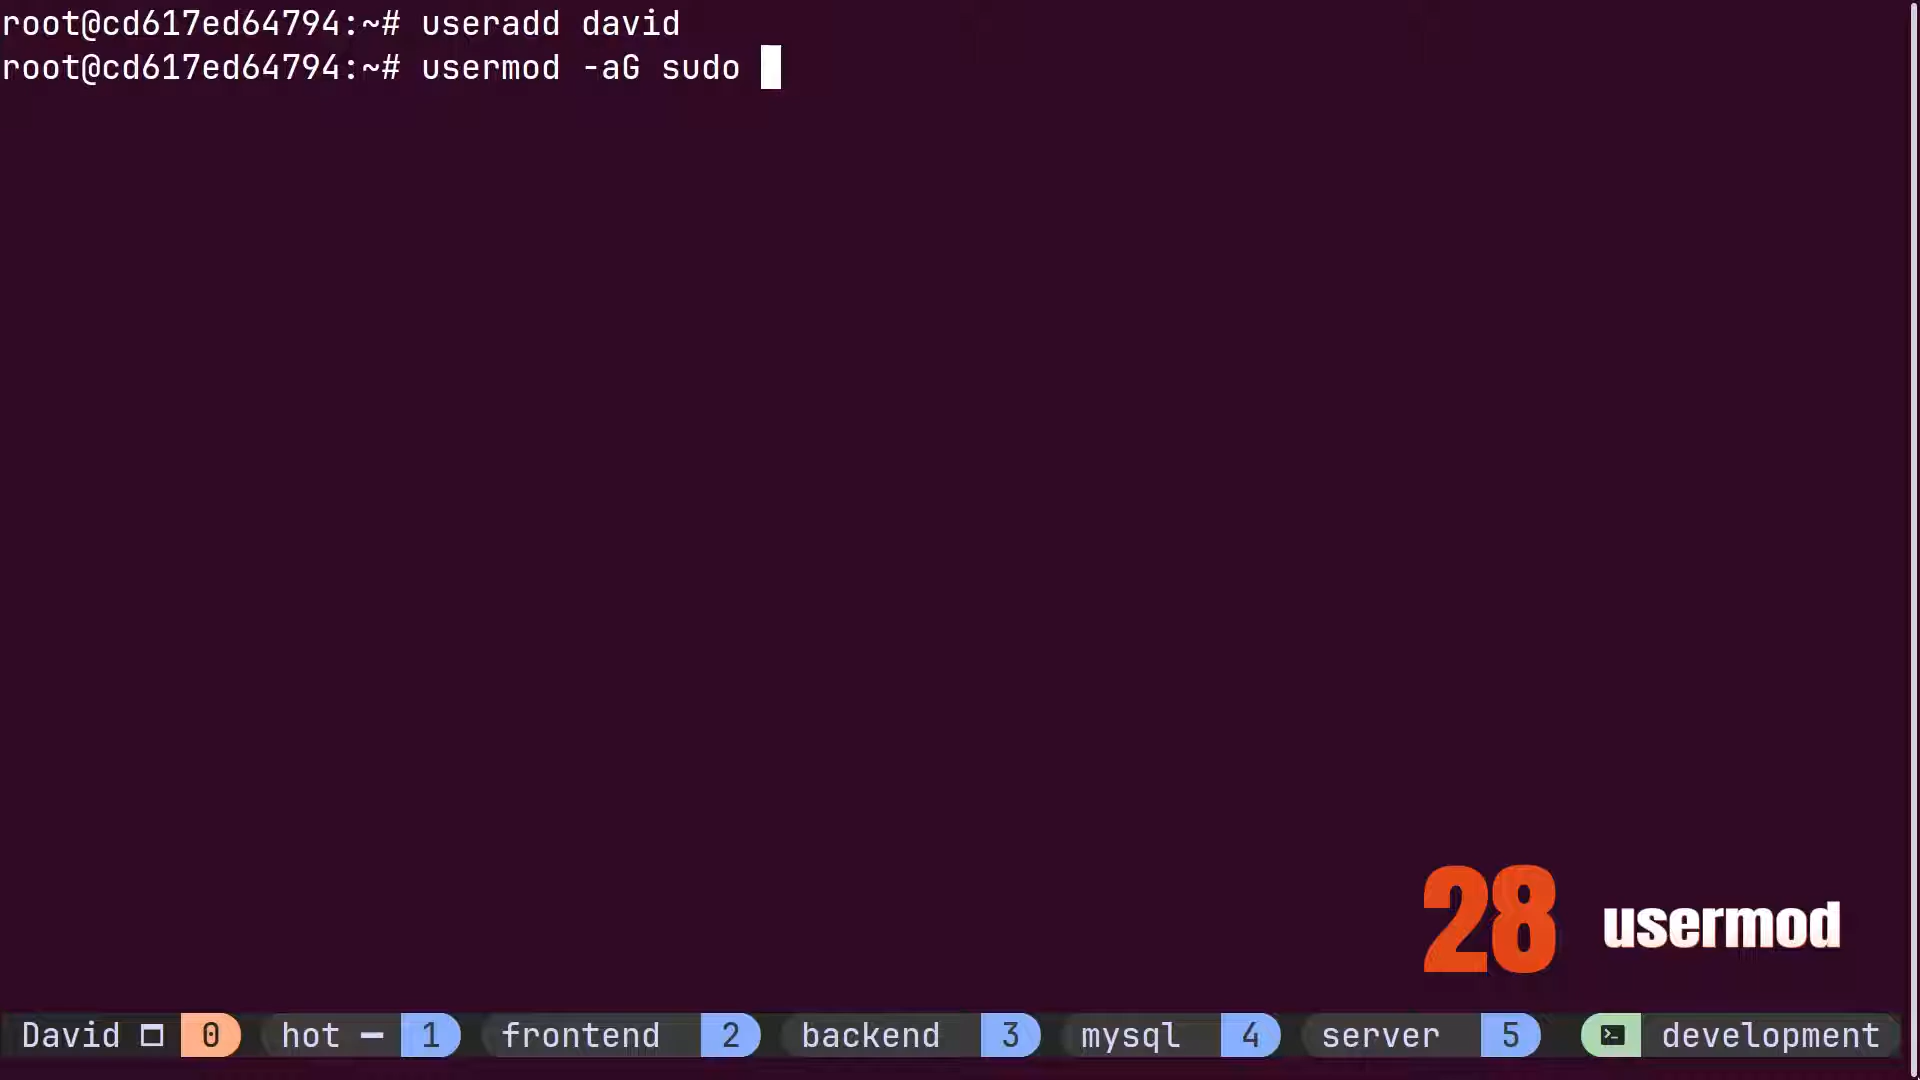 root@cd617ed64794:~# useradd david
root@cd617ed64794:~# usermod -aG sudo
28 usermod
David 0 hot 1 frontend 2 backend 3 mysql 4 server 5 development